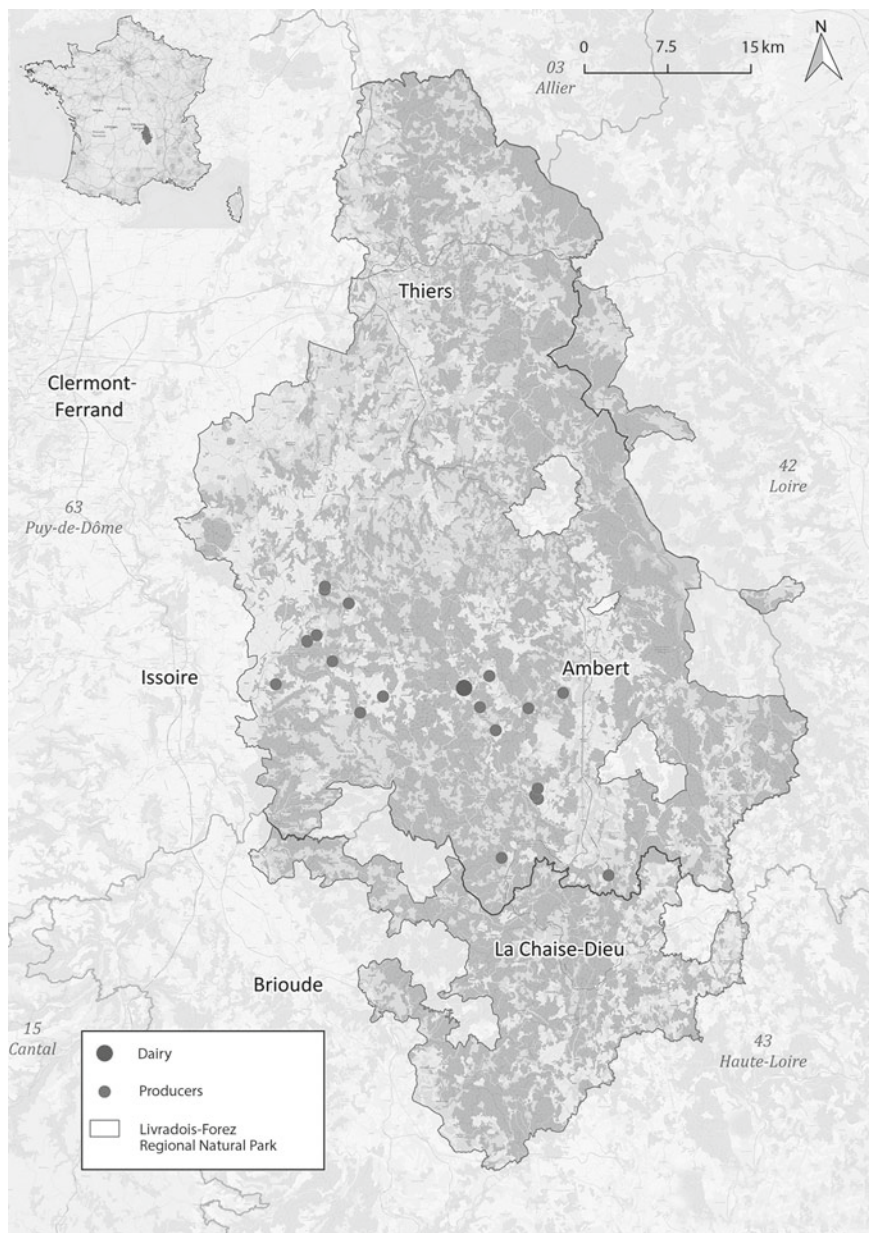 N
0 7.5 15 km
03
Allier
Thiers
Clermont-
Ferrand
42
Loire
63
Puy-de-Dôme
Issoire
Ambert
La Chaise-Dieu
Brioude
15
Cantal
43
Haute-Loire
Dairy
Producers
Livradois-Forez
Regional Natural Park